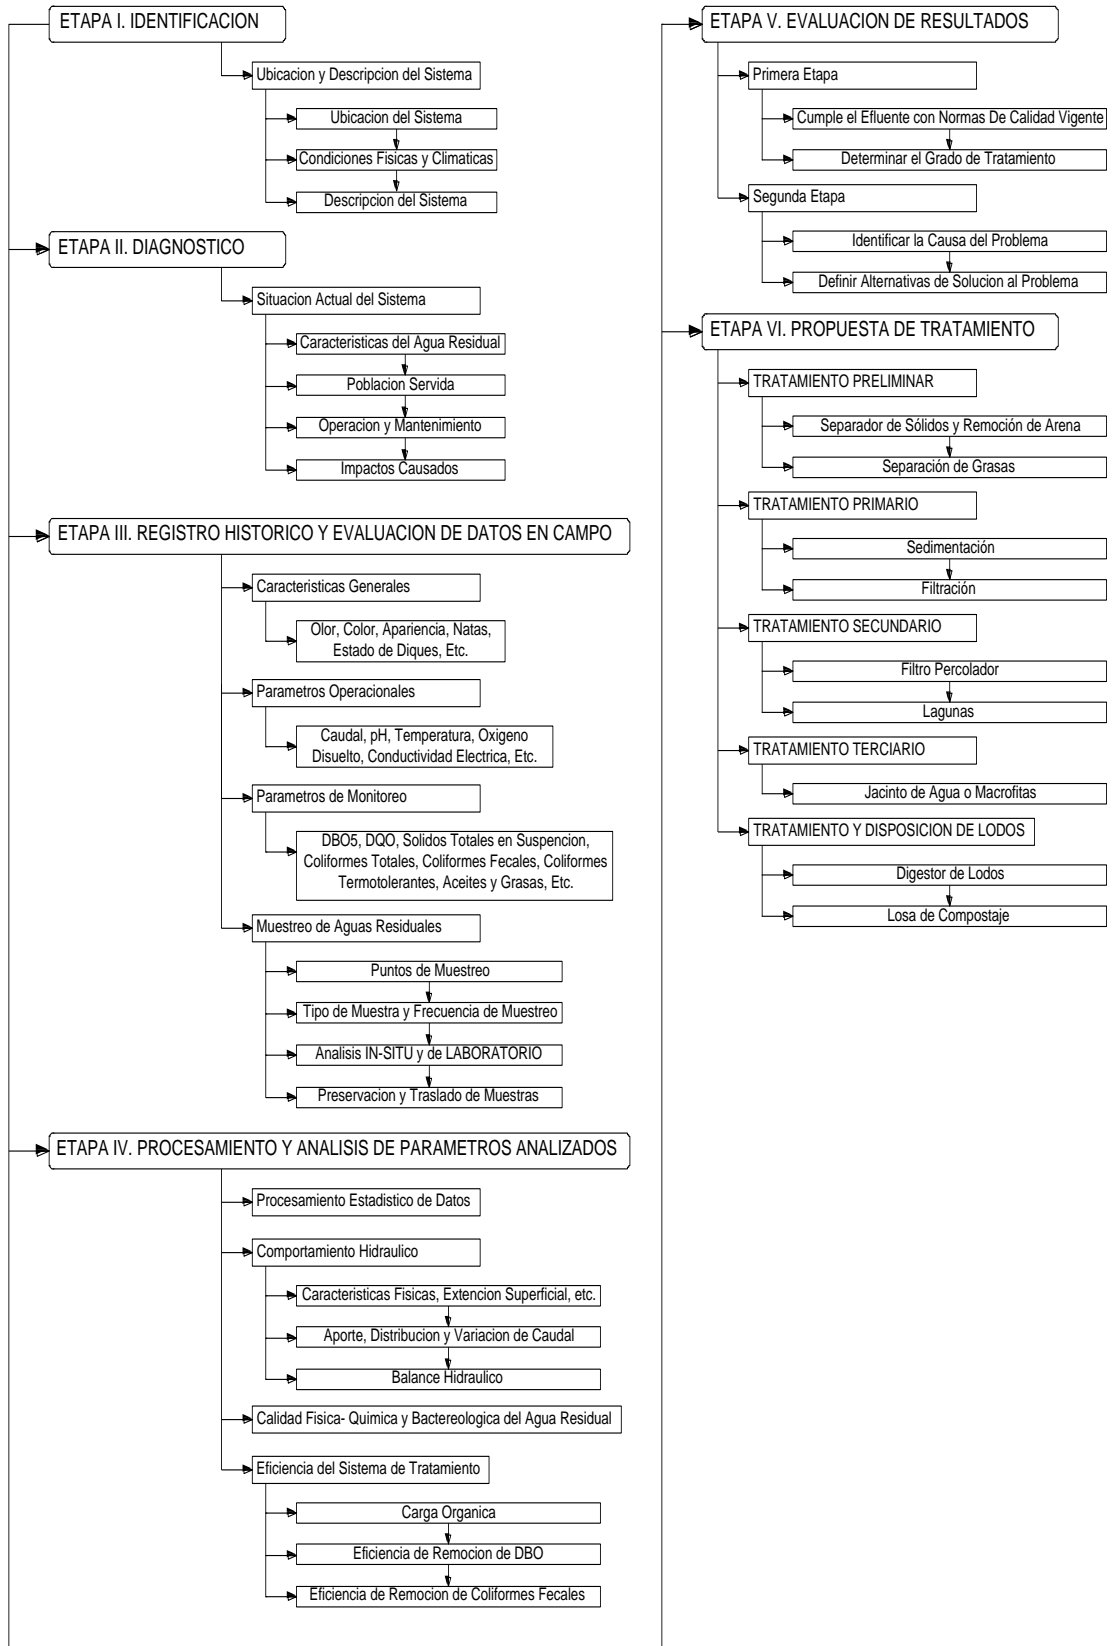 ETAPA I. IDENTIFICACION
Ubicacion y Descripcion del Sistema
Ubicacion del Sistema
Condiciones Fisicas y Climaticas
Descripcion del Sistema
ETAPA II. DIAGNOSTICO
Situacion Actual del Sistema
Caracteristicas del Agua Residual
Poblacion Servida
Operacion y Mantenimiento
Impactos Causados
ETAPA III. REGISTRO HISTORICO Y EVALUACION DE DATOS EN CAMPO
Caracteristicas Generales
Olor, Color, Apariencia, Natas,
Estado de Diques, Etc.
Parametros Operacionales
Caudal, pH, Temperatura, Oxigeno
Disuelto, Conductividad Electrica, Etc.
Parametros de Monitoreo
DBO5, DQO, Solidos Totales en Suspencion,
Coliformes Totales, Coliformes Fecales, Coliformes
Termotolerantes, Aceites y Grasas, Etc.
Muestreo de Aguas Residuales
Puntos de Muestreo
Tipo de Muestra y Frecuencia de Muestreo
Analisis IN-SITU y de LABORATORIO
Preservacion y Traslado de Muestras
ETAPA IV. PROCESAMIENTO Y ANALISIS DE PARAMETROS ANALIZADOS
Procesamiento Estadistico de Datos
Comportamiento Hidraulico
Caracteristicas Fisicas, Extencion Superficial, etc.
Aporte, Distribucion y Variacion de Caudal
Balance Hidraulico
Calidad Fisica- Quimica y Bactereologica del Agua Residual
Eficiencia del Sistema de Tratamiento
Carga Organica
Eficiencia de Remocion de DBO
Eficiencia de Remocion de Coliformes Fecales
ETAPA V. EVALUACION DE RESULTADOS
Primera Etapa
Cumple el Efluente con Normas De Calidad Vigente
Determinar el Grado de Tratamiento
Segunda Etapa
Identificar la Causa del Problema
Definir Alternativas de Solucion al Problema
ETAPA VI. PROPUESTA DE TRATAMIENTO
TRATAMIENTO PRELIMINAR
Separador de Sólidos y Remoción de Arena
Separación de Grasas
TRATAMIENTO PRIMARIO
Sedimentación
Filtración
TRATAMIENTO SECUNDARIO
Filtro Percolador
Lagunas
TRATAMIENTO TERCIARIO
Jacinto de Agua o Macrofitas
TRATAMIENTO Y DISPOSICION DE LODOS
Digestor de Lodos
Losa de Compostaje